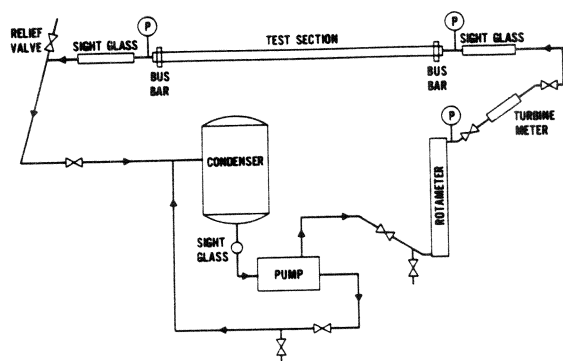 RELIEF
VALVE
P
SIGHT GLASS
BUS
BAR
TEST SECTION
P
SIGHT GLASS
BUS
BAR
P
TURBINE
METER
CONDENSER
ROTAMETER
SIGHT
GLASS
PUMP